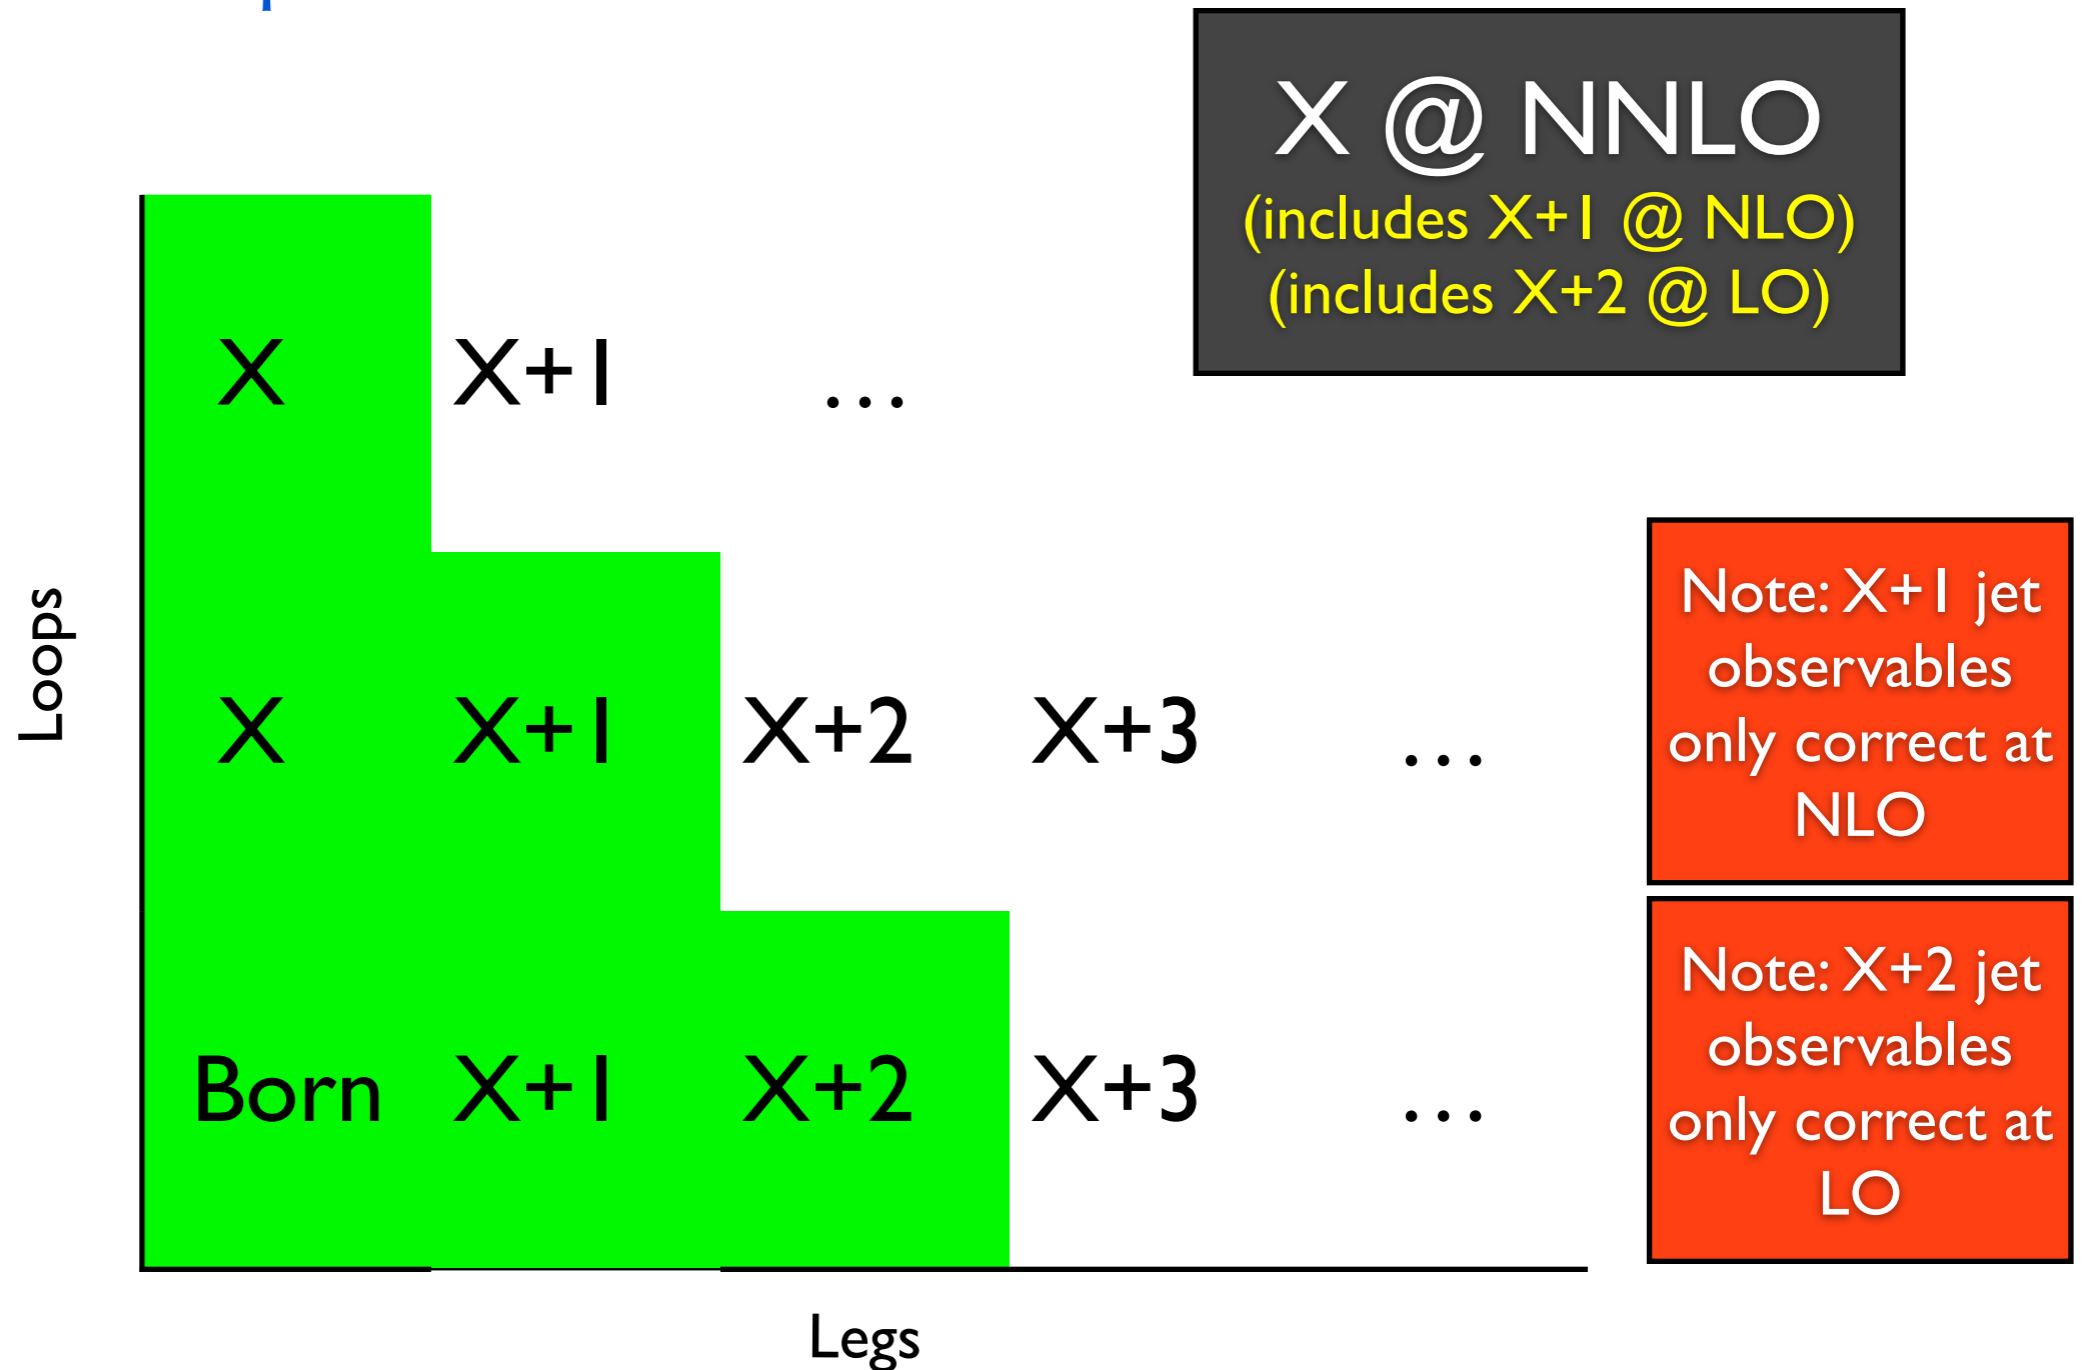 X @ NNLO
(includes X+1 @ NLO)
(includes X+2 @ LO)
X X+1 ...
Loops
X X+1 X+2 X+3 ...
Born X+1 X+2 X+3 ...
Legs
Note: X+1 jet
observables
only correct at
NLO
Note: X+2 jet
observables
only correct at
LO